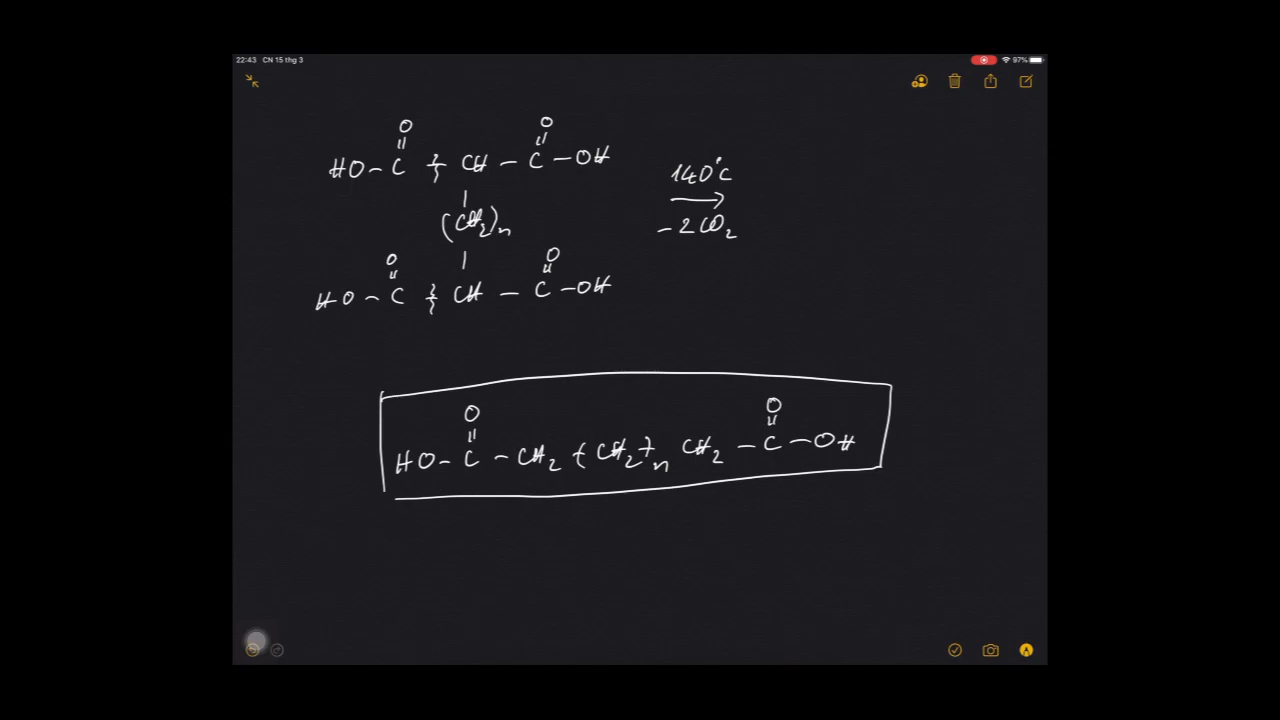 22:43 CN 15 thg 3 97%
O O
HO - C - CH - C - OH
140°C
(CH₂)n
- 2CO₂
O O
HO - C - CH - C - OH
O O
HO - C - CH₂ (CH₂)n CH₂ - C - OH